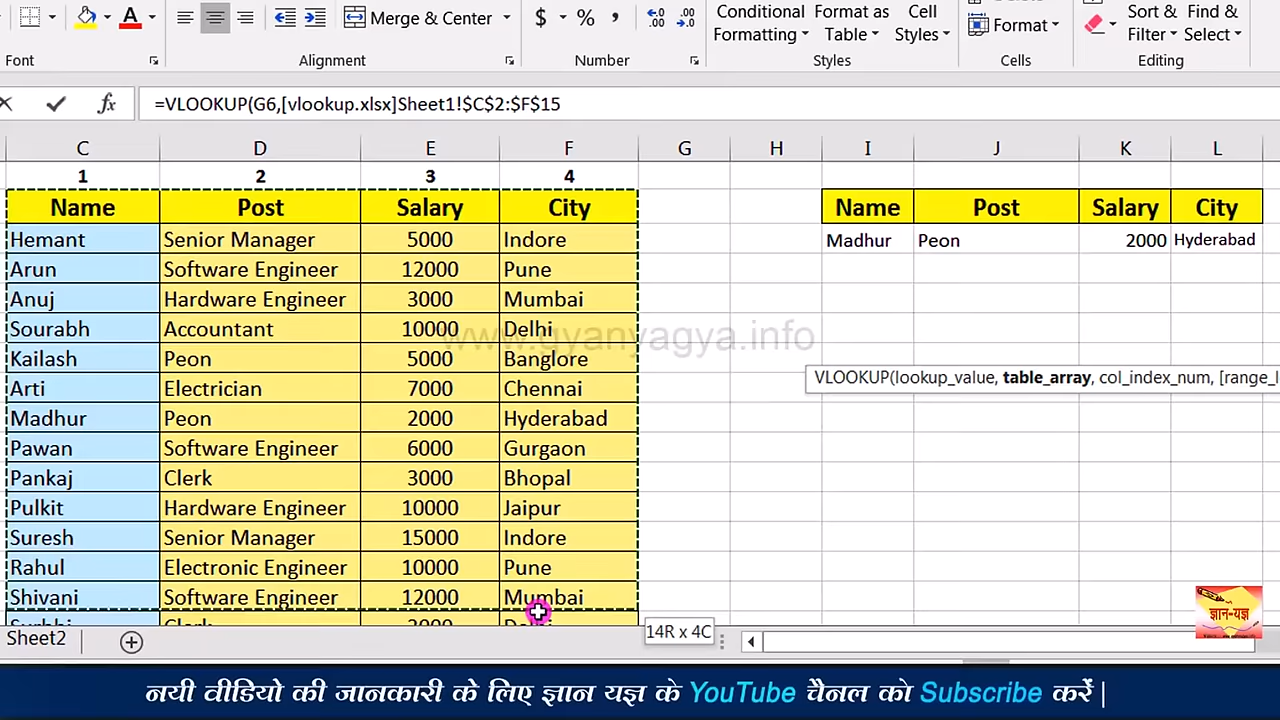 Merge & Center $ % , Conditional Format as Cell Sort & Find &
Formatting Table Styles Format Filter Select
Font Alignment Number Styles Cells Editing
fx =VLOOKUP(G6,[vlookup.xlsx]Sheet1!$C$2:$F$15
C D E F G H I J K L
1 2 3 4
Name Post Salary City Name Post Salary City
Hemant Senior Manager 5000 Indore Madhur Peon 2000 Hyderabad
Arun Software Engineer 12000 Pune
Anuj Hardware Engineer 3000 Mumbai
Sourabh Accountant 10000 Delhi
www.gyanyagya.info
Kailash Peon 5000 Banglore
VLOOKUP(lookup_value, table_array, col_index_num, [range_l
Arti Electrician 7000 Chennai
Madhur Peon 2000 Hyderabad
Pawan Software Engineer 6000 Gurgaon
Pankaj Clerk 3000 Bhopal
Pulkit Hardware Engineer 10000 Jaipur
Suresh Senior Manager 15000 Indore
Rahul Electronic Engineer 10000 Pune
Shivani Software Engineer 12000 Mumbai
ज्ञान-यज्ञ
Sheet2 14R x 4C
नयी वीडियो की जानकारी के लिए ज्ञान यज्ञ के YouTube चैनल को Subscribe करें |